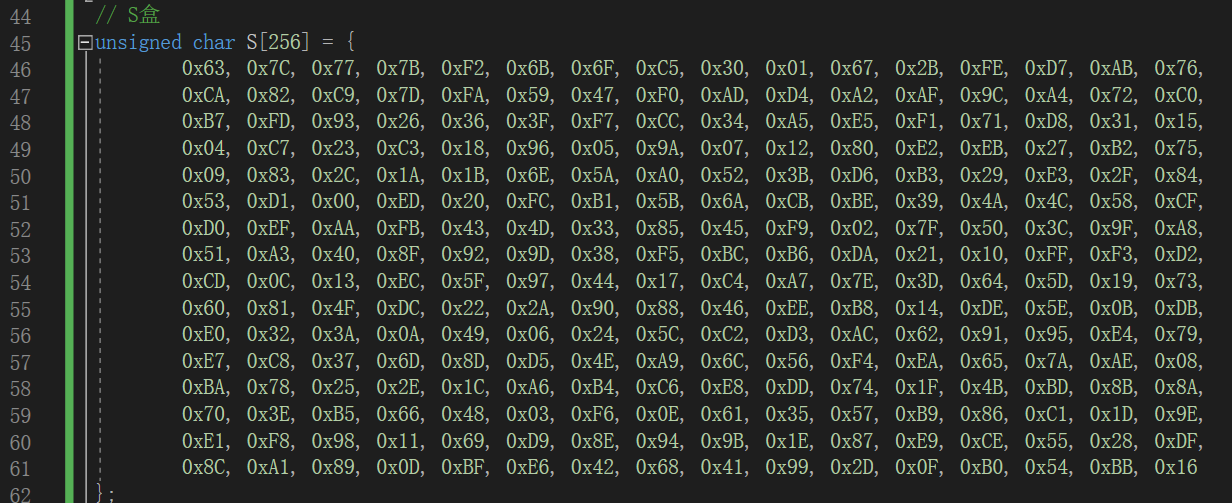 44 // S盒
45 unsigned char S[256] = {
46 0x63, 0x7C, 0x77, 0x7B, 0xF2, 0x6B, 0x6F, 0xC5, 0x30, 0x01, 0x67, 0x2B, 0xFE, 0xD7, 0xAB, 0x76,
47 0xCA, 0x82, 0xC9, 0x7D, 0xFA, 0x59, 0x47, 0xF0, 0xAD, 0xD4, 0xA2, 0xAF, 0x9C, 0xA4, 0x72, 0xC0,
48 0xB7, 0xFD, 0x93, 0x26, 0x36, 0x3F, 0xF7, 0xCC, 0x34, 0xA5, 0xE5, 0xF1, 0x71, 0xD8, 0x31, 0x15,
49 0x04, 0xC7, 0x23, 0xC3, 0x18, 0x96, 0x05, 0x9A, 0x07, 0x12, 0x80, 0xE2, 0xEB, 0x27, 0xB2, 0x75,
50 0x09, 0x83, 0x2C, 0x1A, 0x1B, 0x6E, 0x5A, 0xA0, 0x52, 0x3B, 0xD6, 0xB3, 0x29, 0xE3, 0x2F, 0x84,
51 0x53, 0xD1, 0x00, 0xED, 0x20, 0xFC, 0xB1, 0x5B, 0x6A, 0xCB, 0xBE, 0x39, 0x4A, 0x4C, 0x58, 0xCF,
52 0xD0, 0xEF, 0xAA, 0xFB, 0x43, 0x4D, 0x33, 0x85, 0x45, 0xF9, 0x02, 0x7F, 0x50, 0x3C, 0x9F, 0xA8,
53 0x51, 0xA3, 0x40, 0x8F, 0x92, 0x9D, 0x38, 0xF5, 0xBC, 0xB6, 0xDA, 0x21, 0x10, 0xFF, 0xF3, 0xD2,
54 0xCD, 0x0C, 0x13, 0xEC, 0x5F, 0x97, 0x44, 0x17, 0xC4, 0xA7, 0x7E, 0x3D, 0x64, 0x5D, 0x19, 0x73,
55 0x60, 0x81, 0x4F, 0xDC, 0x22, 0x2A, 0x90, 0x88, 0x46, 0xEE, 0xB8, 0x14, 0xDE, 0x5E, 0x0B, 0xDB,
56 0xE0, 0x32, 0x3A, 0x0A, 0x49, 0x06, 0x24, 0x5C, 0xC2, 0xD3, 0xAC, 0x62, 0x91, 0x95, 0xE4, 0x79,
57 0xE7, 0xC8, 0x37, 0x6D, 0x8D, 0xD5, 0x4E, 0xA9, 0x6C, 0x56, 0xF4, 0xEA, 0x65, 0x7A, 0xAE, 0x08,
58 0xBA, 0x78, 0x25, 0x2E, 0x1C, 0xA6, 0xB4, 0xC6, 0xE8, 0xDD, 0x74, 0x1F, 0x4B, 0xBD, 0x8B, 0x8A,
59 0x70, 0x3E, 0xB5, 0x66, 0x48, 0x03, 0xF6, 0x0E, 0x61, 0x35, 0x57, 0xB9, 0x86, 0xC1, 0x1D, 0x9E,
60 0xE1, 0xF8, 0x98, 0x11, 0x69, 0xD9, 0x8E, 0x94, 0x9B, 0x1E, 0x87, 0xE9, 0xCE, 0x55, 0x28, 0xDF,
61 0x8C, 0xA1, 0x89, 0x0D, 0xBF, 0xE6, 0x42, 0x68, 0x41, 0x99, 0x2D, 0x0F, 0xB0, 0x54, 0xBB, 0x16
62 };